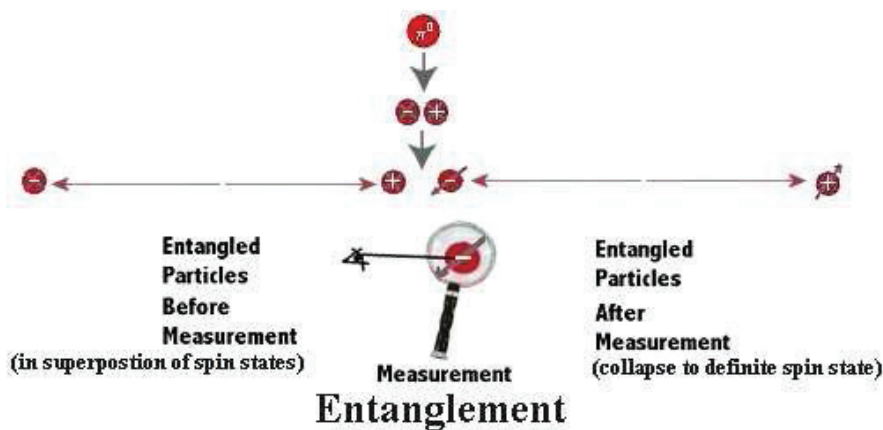 π⁰
− +
− + − +
−
Entangled
Particles
Before
Measurement
(in superpostion of spin states)
Entangled
Particles
After
Measurement
(collapse to definite spin state)
Measurement
Entanglement